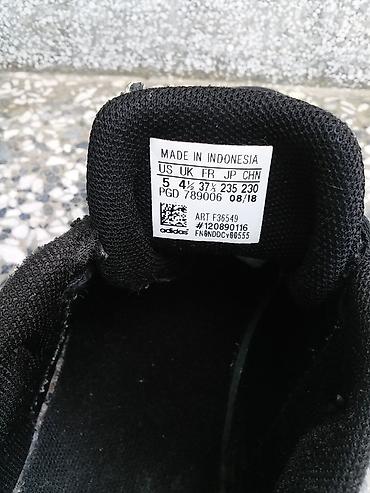 MADE IN INDONESIA
US UK FR JP CHN
5 4½ 37⅓ 235 230
PGD 789006 08/18
ART F36549
#120890116
adidas